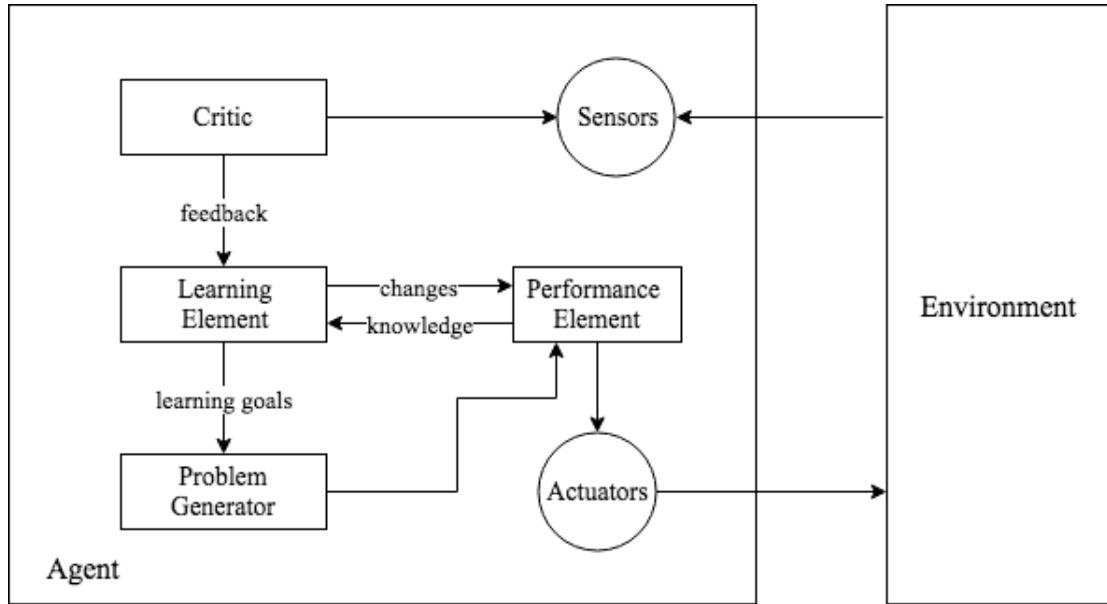 Critic
Sensors
feedback
Learning
Element
changes
knowledge
Performance
Element
Environment
learning goals
Problem
Generator
Actuators
Agent